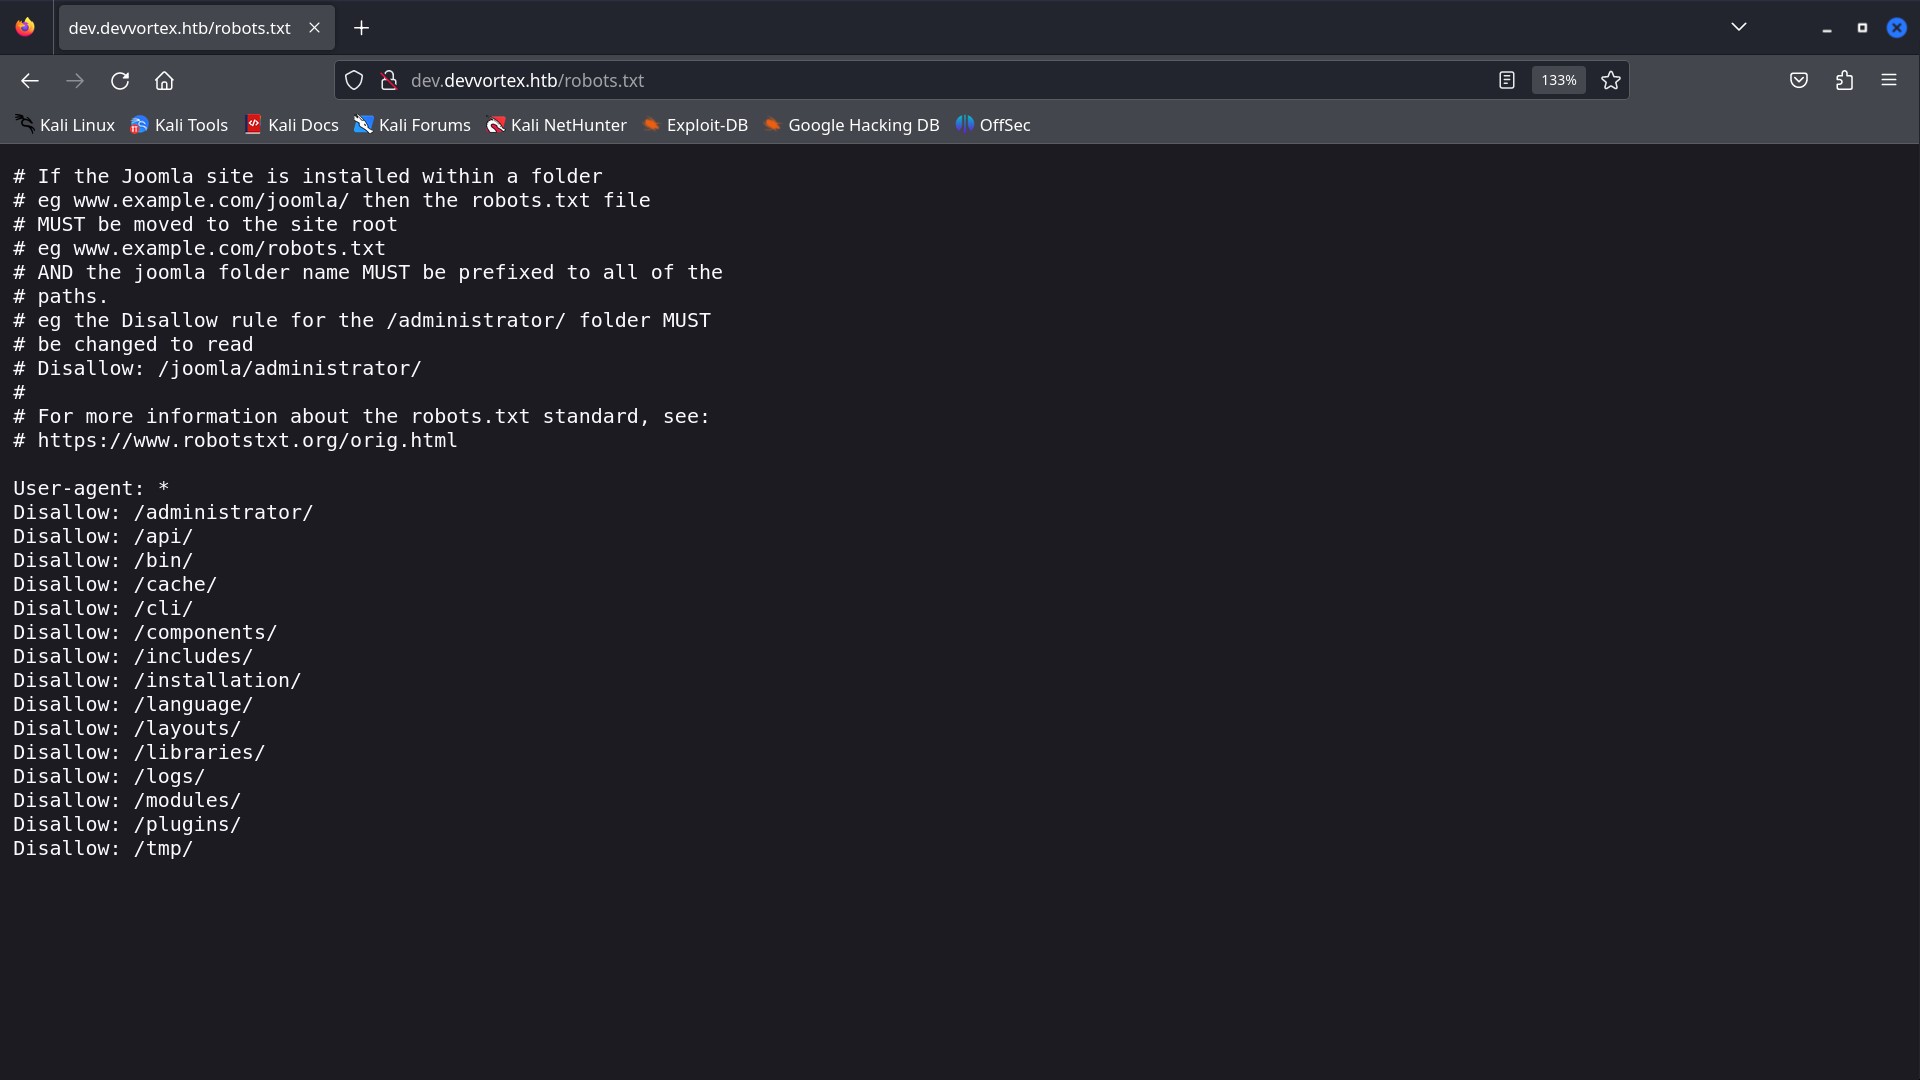 dev.devvortex.htb/robots.txt
dev.devvortex.htb/robots.txt
133%
Kali Linux Kali Tools Kali Docs Kali Forums Kali NetHunter Exploit-DB Google Hacking DB OffSec
# If the Joomla site is installed within a folder
# eg www.example.com/joomla/ then the robots.txt file
# MUST be moved to the site root
# eg www.example.com/robots.txt
# AND the joomla folder name MUST be prefixed to all of the
# paths.
# eg the Disallow rule for the /administrator/ folder MUST
# be changed to read
# Disallow: /joomla/administrator/
#
# For more information about the robots.txt standard, see:
# https://www.robotstxt.org/orig.html
User-agent: *
Disallow: /administrator/
Disallow: /api/
Disallow: /bin/
Disallow: /cache/
Disallow: /cli/
Disallow: /components/
Disallow: /includes/
Disallow: /installation/
Disallow: /language/
Disallow: /layouts/
Disallow: /libraries/
Disallow: /logs/
Disallow: /modules/
Disallow: /plugins/
Disallow: /tmp/